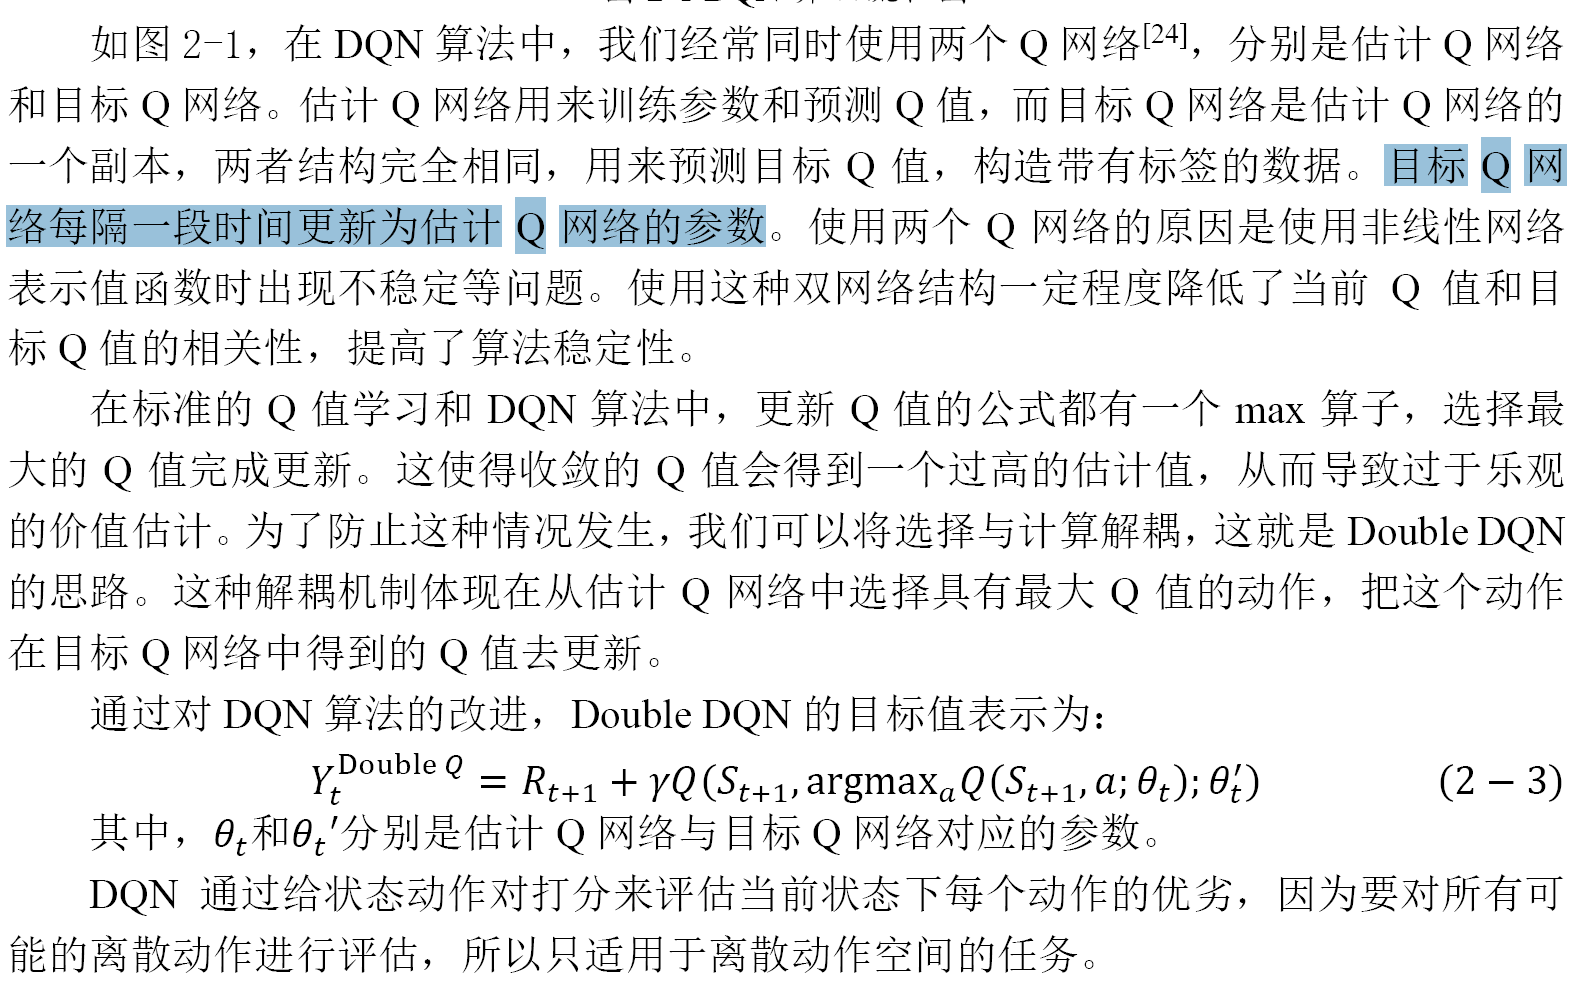 如图 2-1，在 DQN 算法中，我们经常同时使用两个 Q 网络[24]，分别是估计 Q 网络
和目标 Q 网络。估计 Q 网络用来训练参数和预测 Q 值，而目标 Q 网络是估计 Q 网络的
一个副本，两者结构完全相同，用来预测目标 Q 值，构造带有标签的数据。目标 Q 网
络每隔一段时间更新为估计 Q 网络的参数。使用两个 Q 网络的原因是使用非线性网络
表示值函数时出现不稳定等问题。使用这种双网络结构一定程度降低了当前 Q 值和目
标 Q 值的相关性，提高了算法稳定性。
在标准的 Q 值学习和 DQN 算法中，更新 Q 值的公式都有一个 max 算子，选择最
大的 Q 值完成更新。这使得收敛的 Q 值会得到一个过高的估计值，从而导致过于乐观
的价值估计。为了防止这种情况发生，我们可以将选择与计算解耦，这就是 Double DQN
的思路。这种解耦机制体现在从估计 Q 网络中选择具有最大 Q 值的动作，把这个动作
在目标 Q 网络中得到的 Q 值去更新。
通过对 DQN 算法的改进，Double DQN 的目标值表示为：
Y_t^{Double Q} = R_{t+1} + γQ(S_{t+1}, argmax_a Q(S_{t+1}, a; θ_t); θ_t′) (2 − 3)
其中，θ_t和θ_t′分别是估计 Q 网络与目标 Q 网络对应的参数。
DQN 通过给状态动作对打分来评估当前状态下每个动作的优劣，因为要对所有可
能的离散动作进行评估，所以只适用于离散动作空间的任务。